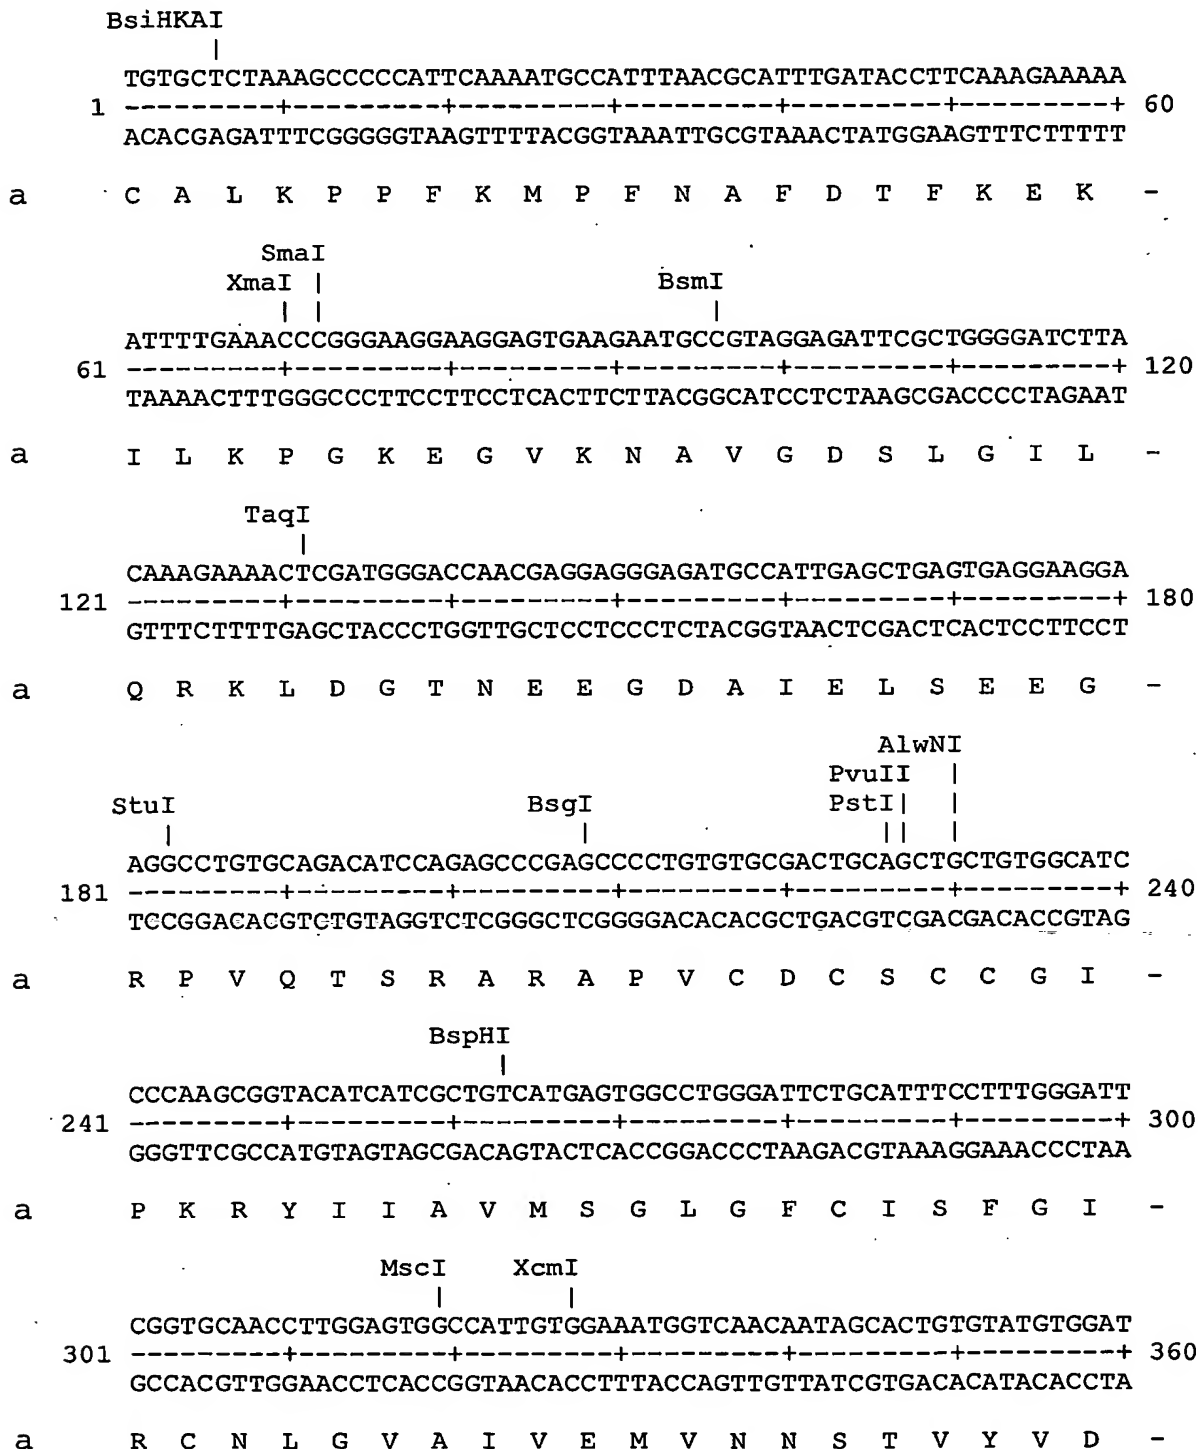 BsiHKAI
|
TGTGCTCTAAAGCCCCCATTCAAAATGCCATTTAACGCATTTGATACCTTCAAAGAAAAA
1 ---------+---------+---------+---------+---------+---------+ 60
ACACGAGATTTCGGGGGTAAGTTTTACGGTAAATTGCGTAAACTATGGAAGTTTCTTTTT
a C A L K P P F K M P F N A F D T F K E K -
SmaI
XmaI | BsmI
| | |
ATTTTGAAACCCGGGAAGGAAGGAGTGAAGAATGCCGTAGGAGATTCGCTGGGGATCTTA
61 ---------+---------+---------+---------+---------+---------+ 120
TAAAACTTTGGGCCCTTCCTTCCTCACTTCTTACGGCATCCTCTAAGCGACCCCTAGAAT
a I L K P G K E G V K N A V G D S L G I L -
TaqI
|
CAAAGAAAACTCGATGGGACCAACGAGGAGGGAGATGCCATTGAGCTGAGTGAGGAAGGA
121 ---------+---------+---------+---------+---------+---------+ 180
GTTTCTTTTGAGCTACCCTGGTTGCTCCTCCCTCTACGGTAACTCGACTCACTCCTTCCT
a Q R K L D G T N E E G D A I E L S E E G -
AlwNI
PvuII |
StuI BsgI PstI| |
| | || |
AGGCCTGTGCAGACATCCAGAGCCCGAGCCCCTGTGTGCGACTGCAGCTGCTGTGGCATC
181 ---------+---------+---------+---------+---------+---------+ 240
TCCGGACACGTCTGTAGGTCTCGGGCTCGGGGACACACGCTGACGTCGACGACACCGTAG
a R P V Q T S R A R A P V C D C S C C G I -
BspHI
|
CCCAAGCGGTACATCATCGCTGTCATGAGTGGCCTGGGATTCTGCATTTCCTTTGGGATT
241 ---------+---------+---------+---------+---------+---------+ 300
GGGTTCGCCATGTAGTAGCGACAGTACTCACCGGACCCTAAGACGTAAAGGAAACCCTAA
a P K R Y I I A V M S G L G F C I S F G I -
MscI XcmI
| |
CGGTGCAACCTTGGAGTGGCCATTGTGGAAATGGTCAACAATAGCACTGTGTATGTGGAT
301 ---------+---------+---------+---------+---------+---------+ 360
GCCACGTTGGAACCTCACCGGTAACACCTTTACCAGTTGTTATCGTGACACATACACCTA
a R C N L G V A I V E M V N N S T V Y V D -